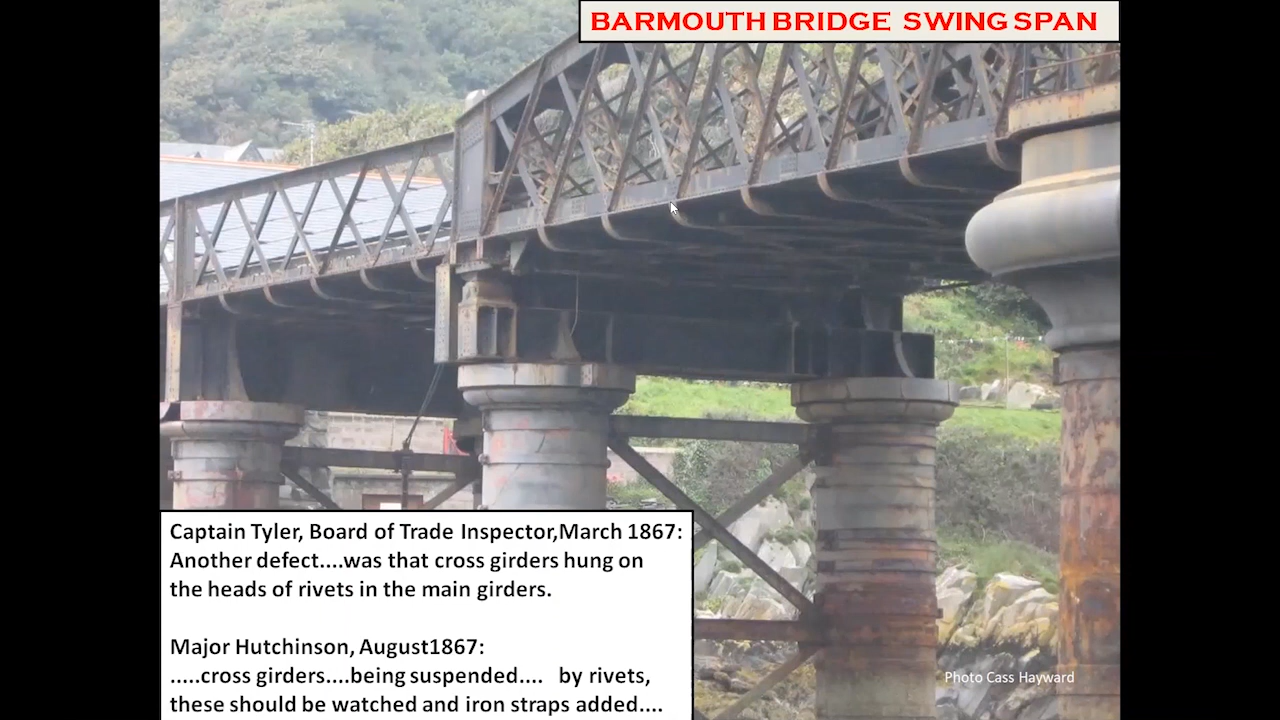 BARMOUTH BRIDGE SWING SPAN
Captain Tyler, Board of Trade Inspector,March 1867:
Another defect....was that cross girders hung on
the heads of rivets in the main girders.
Major Hutchinson, August1867:
.....cross girders....being suspended.... by rivets,
these should be watched and iron straps added....
Photo Cass Hayward